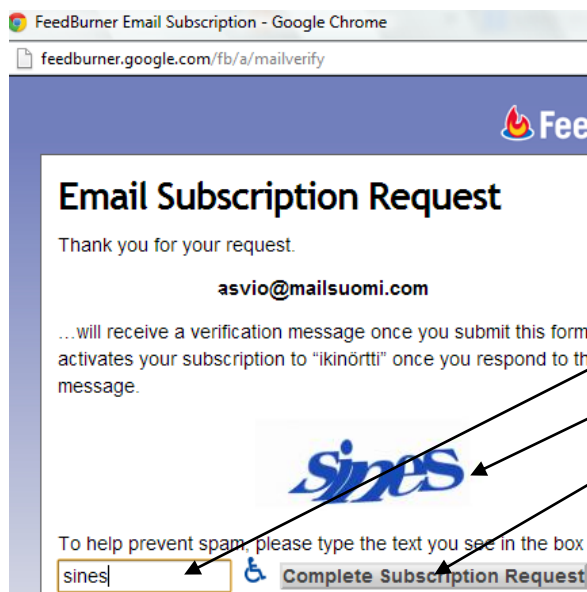 FeedBurner Email Subscription - Google Chrome
feedburner.google.com/fb/a/mailverify
Fee
Email Subscription Request
Thank you for your request.
asvio@mailsuomi.com
…will receive a verification message once you submit this form
activates your subscription to “ikinörtti” once you respond to th
message.
sines
To help prevent spam, please type the text you see in the box
sines
Complete Subscription Request